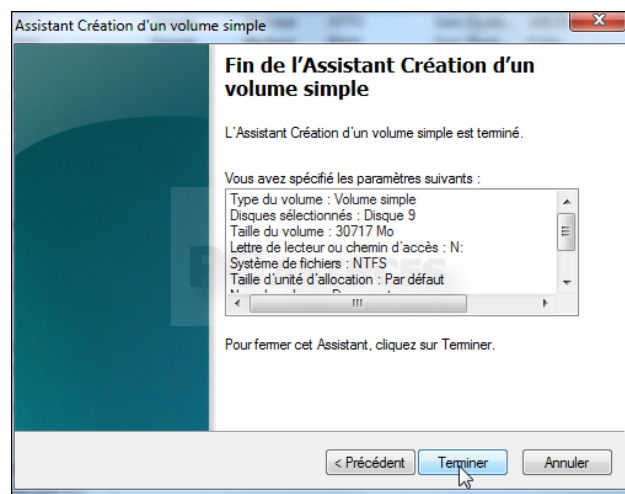 Assistant Création d'un volume simple
Fin de l'Assistant Création d'un
volume simple
L'Assistant Création d'un volume simple est terminé.
Vous avez spécifié les paramètres suivants :
Type du volume : Volume simple
Disques sélectionnés : Disque 9
Taille du volume : 30717 Mo
Lettre de lecteur ou chemin d'accès : N:
Système de fichiers : NTFS
Taille d'unité d'allocation : Par défaut
Pour fermer cet Assistant, cliquez sur Terminer.
< Précédent Terminer Annuler